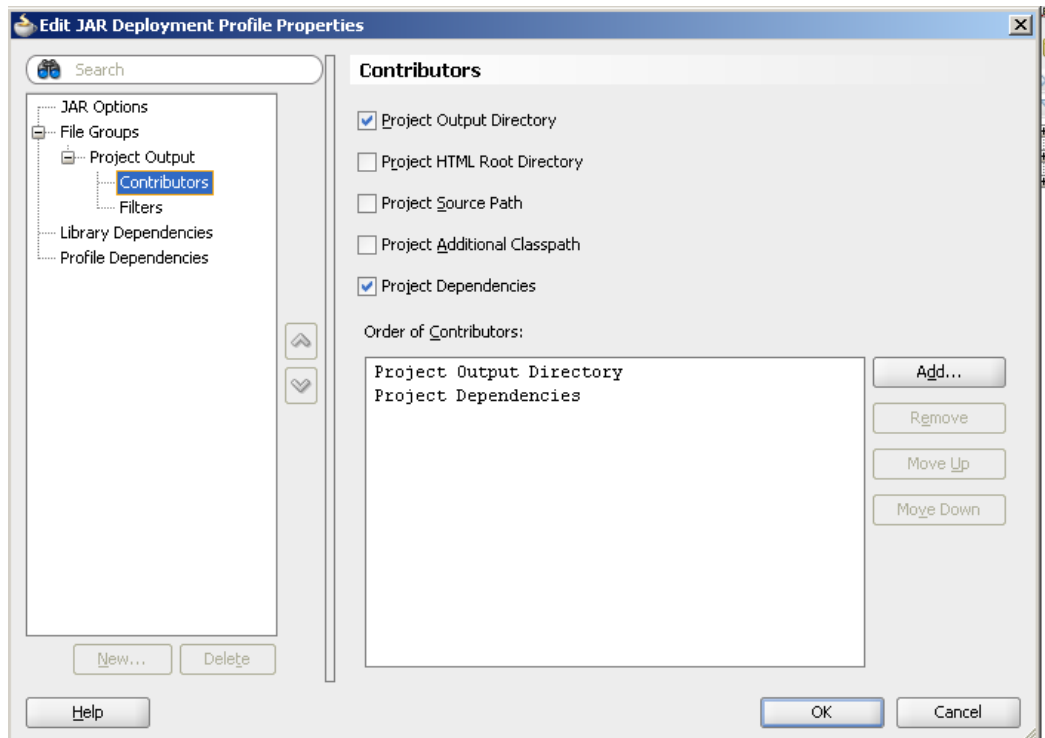 Edit JAR Deployment Profile Properties
Search
JAR Options
File Groups
Project Output
Contributors
Filters
Library Dependencies
Profile Dependencies
New...
Delete
Contributors
Project Output Directory
Project HTML Root Directory
Project Source Path
Project Additional Classpath
Project Dependencies
Order of Contributors:
Project Output Directory
Project Dependencies
Add...
Remove
Move Up
Move Down
Help
OK
Cancel